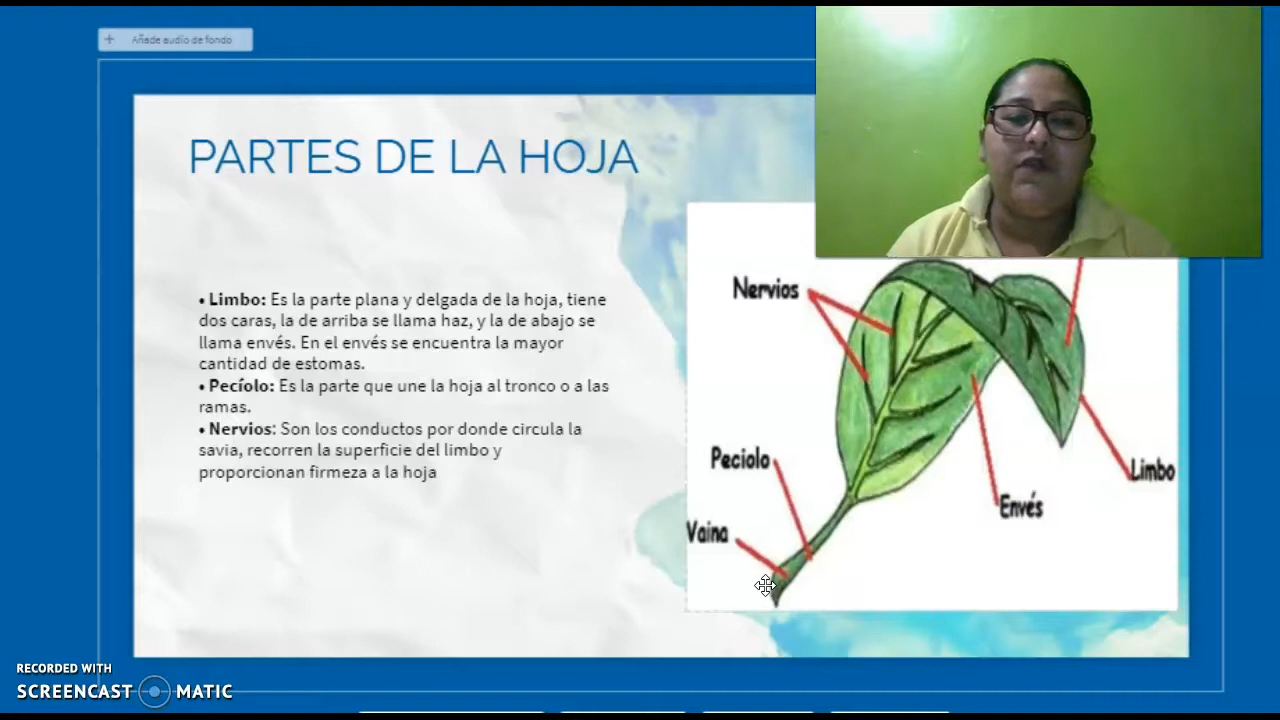 + Añade audio de fondo
PARTES DE LA HOJA
• Limbo: Es la parte plana y delgada de la hoja, tiene
dos caras, la de arriba se llama haz, y la de abajo se
llama envés. En el envés se encuentra la mayor
cantidad de estomas.
• Pecíolo: Es la parte que une la hoja al tronco o a las
ramas.
• Nervios: Son los conductos por donde circula la
savia, recorren la superficie del limbo y
proporcionan firmeza a la hoja
Nervios
Peciolo
Limbo
Envés
Vaina
RECORDED WITH
SCREENCAST MATIC